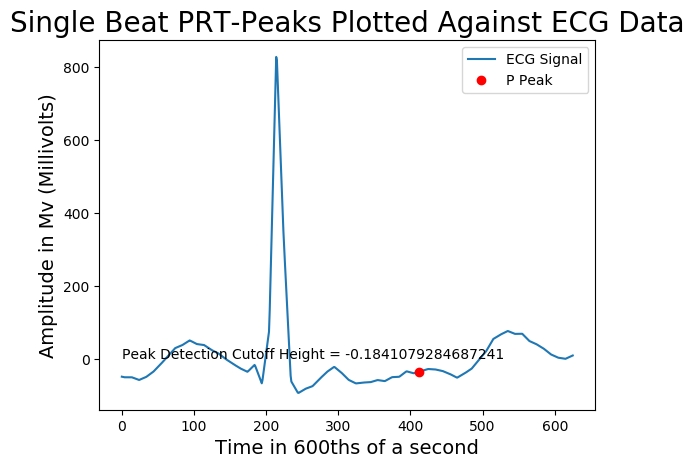 Single Beat PRT-Peaks Plotted Against ECG Data
ECG Signal
P Peak
Amplitude in Mv (Millivolts)
800
600
400
200
0
Peak Detection Cutoff Height = -0.1841079284687241
0 100 200 300 400 500 600
Time in 600ths of a second